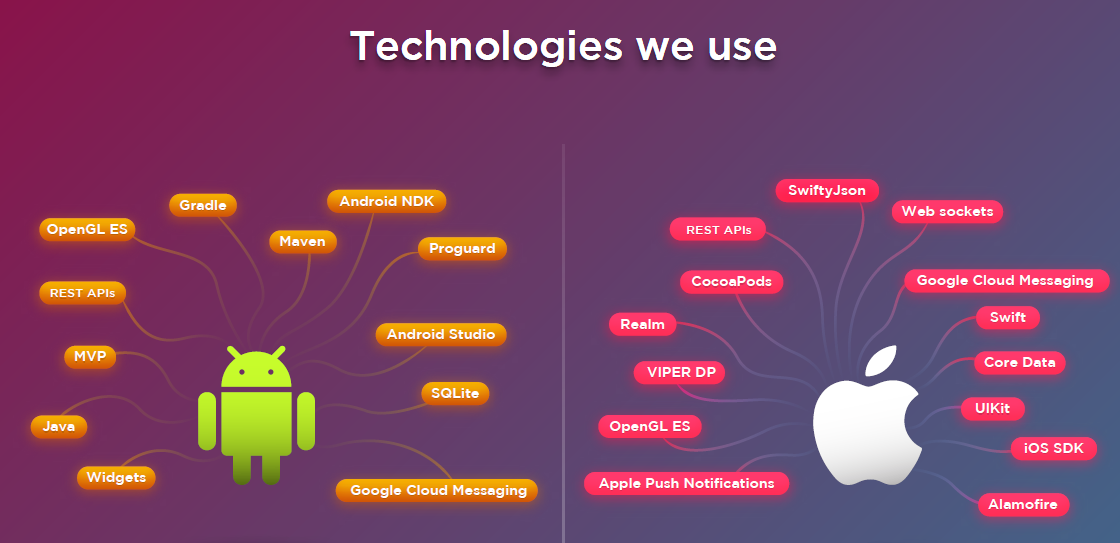 Technologies we use
Gradle
Android NDK
OpenGL ES
Maven
Proguard
REST APIs
Android Studio
MVP
SQLite
Java
Widgets
Google Cloud Messaging
SwiftyJson
Web sockets
REST APIs
CocoaPods
Google Cloud Messaging
Realm
Swift
VIPER DP
Core Data
UIKit
OpenGL ES
iOS SDK
Apple Push Notifications
Alamofire